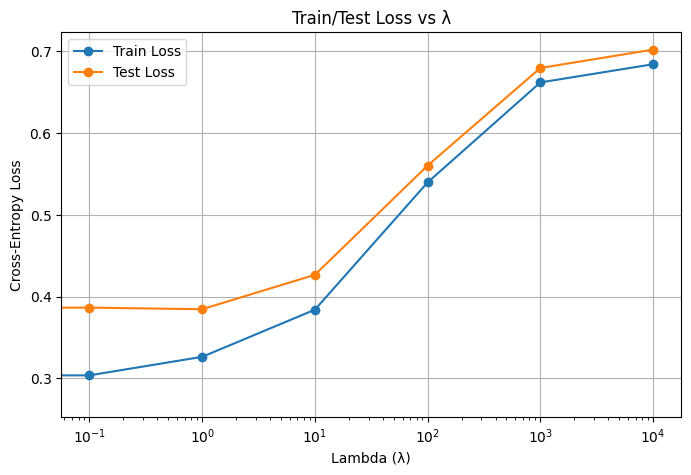 Train/Test Loss vs λ
Train Loss
Test Loss
0.7
0.6
0.5
0.4
0.3
Cross-Entropy Loss
10⁻¹ 10⁰ 10¹ 10² 10³ 10⁴
Lambda (λ)